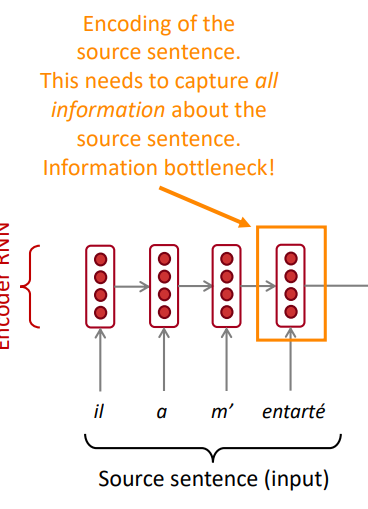 Encoding of the
source sentence.
This needs to capture all
information about the
source sentence.
Information bottleneck!
Encoder RNN
il a m’ entarté
Source sentence (input)